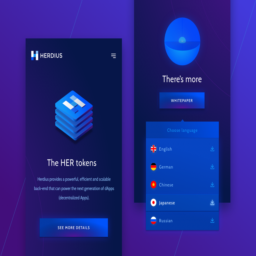 HERDIUS
The HER tokens
Herdius provides a powerful, efficient and scalable
back-end that can power the next generation of dApps
(decentralized Apps)
SEE MORE DETAILS
There's more
WHITEPAPER
Choose language
English
German
Chinese
Japanese
Russian